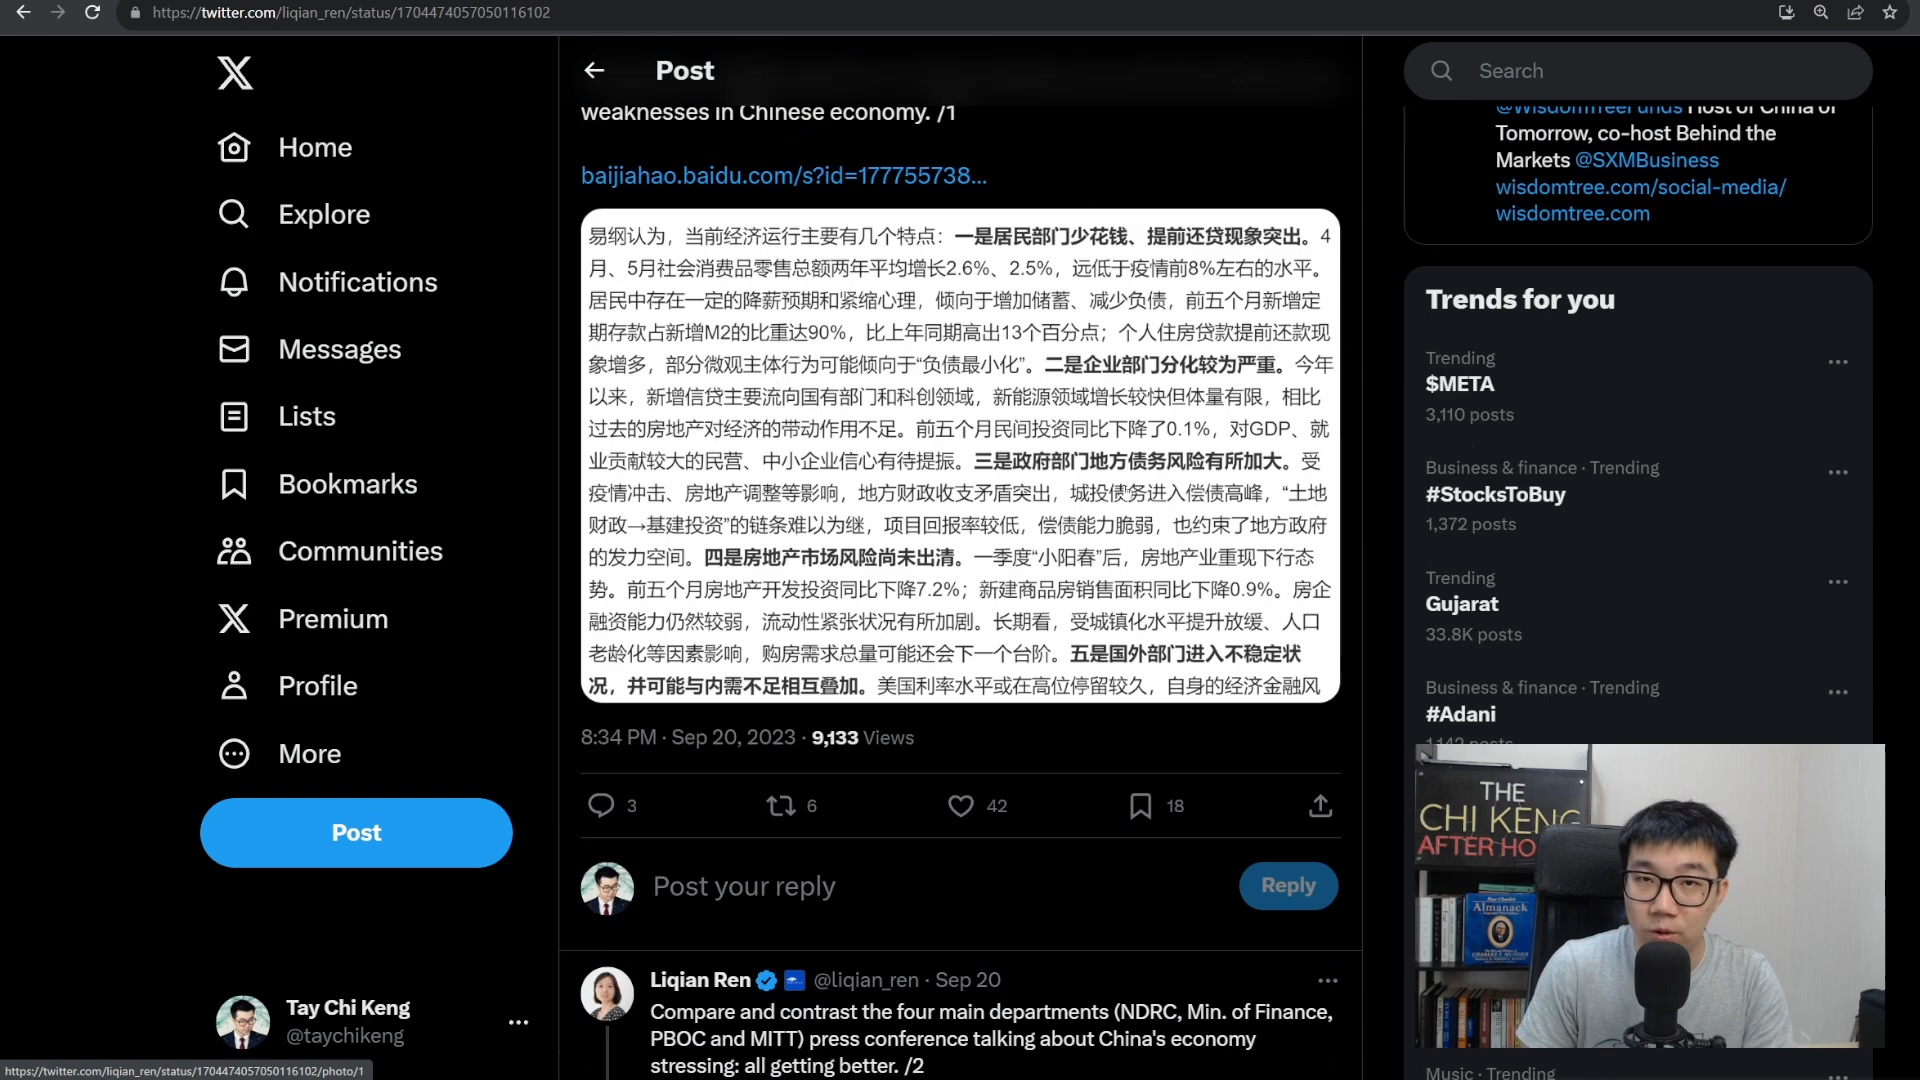 https://twitter.com/liqian_ren/status/1704474057050116102
Home
Explore
Notifications
Messages
Lists
Bookmarks
Communities
Premium
Profile
More
Post
Tay Chi Keng
@taychikeng
https://twitter.com/liqian_ren/status/1704474057050116102/photo/1
Post
weaknesses in Chinese economy. /1
baijiahao.baidu.com/s?id=177755738...
易纲认为，当前经济运行主要有几个特点：一是居民部门少花钱、提前还贷现象突出。4
月、5月社会消费品零售总额两年平均增长2.6%、2.5%，远低于疫情前8%左右的水平。
居民中存在一定的降薪预期和紧缩心理，倾向于增加储蓄、减少负债，前五个月新增定
期存款占新增M2的比重达90%，比上年同期高出13个百分点；个人住房贷款提前还款现
象增多，部分微观主体行为可能倾向于“负债最小化”。二是企业部门分化较为严重。今年
以来，新增信贷主要流向国有部门和科创领域，新能源领域增长较快但体量有限，相比
过去的房地产对经济的带动作用不足。前五个月民间投资同比下降了0.1%，对GDP、就
业贡献较大的民营、中小企业信心有待提振。三是政府部门地方债务风险有所加大。受
疫情冲击、房地产调整等影响，地方财政收支矛盾突出，城投债务进入偿债高峰，“土地
财政→基建投资”的链条难以为继，项目回报率较低，偿债能力脆弱，也约束了地方政府
的发力空间。四是房地产市场风险尚未出清。一季度“小阳春”后，房地产业重现下行态
势。前五个月房地产开发投资同比下降7.2%；新建商品房销售面积同比下降0.9%。房企
融资能力仍然较弱，流动性紧张状况有所加剧。长期看，受城镇化水平提升放缓、人口
老龄化等因素影响，购房需求总量可能还会下一个台阶。五是国外部门进入不稳定状
况，并可能与内需不足相互叠加。美国利率水平或在高位停留较久，自身的经济金融风
8:34 PM · Sep 20, 2023 · 9,133 Views
3 6 42 18
Post your reply
Reply
Liqian Ren @liqian_ren · Sep 20
Compare and contrast the four main departments (NDRC, Min. of Finance,
PBOC and MITT) press conference talking about China's economy
stressing: all getting better. /2
Search
@WisdomTreeFunds Host of China of
Tomorrow, co-host Behind the
Markets @SXMBusiness
wisdomtree.com/social-media/
wisdomtree.com
Trends for you
Trending
$META
3,110 posts
Business & finance · Trending
#StocksToBuy
1,372 posts
Trending
Gujarat
33.8K posts
Business & finance · Trending
#Adani
1,142 posts
THE
CHI KENG
AFTER HO
Almanack
Music · Trending